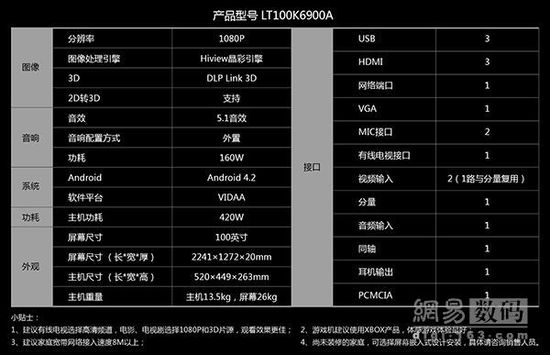 产品型号 LT100K6900A
图像
分辨率 1080P
图像处理引擎 Hiview晶彩引擎
3D DLP Link 3D
2D转3D 支持
音响
音效 5.1音效
音响配置方式 外置
功耗 160W
系统
Android Android 4.2
软件平台 VIDAA
功耗
主机功耗 420W
外观
屏幕尺寸 100英寸
屏幕尺寸（长*宽*厚） 2241×1272×20mm
主机尺寸（长*宽*高） 520×449×263mm
主机重量 主机13.5kg，屏幕26kg
接口
USB 3
HDMI 3
网络端口 1
VGA 1
MIC接口 2
有线电视接口 1
视频输入 2（1路与分量复用）
分量 1
音频输入 1
同轴 1
耳机输出 1
PCMCIA 1
小贴士：
1、建议有线电视选择高清频道，电影、电视剧选择1080P和3D片源，观看效果更佳； 2、游戏机建议使用XBOX产品，体感游戏体验最好；
3、建议家庭宽带网络接入速度8M以上； 4、尚未装修的家庭，可选择屏幕嵌入式设计安装，具体请咨询销售人员。
網易数码
digi.163.com